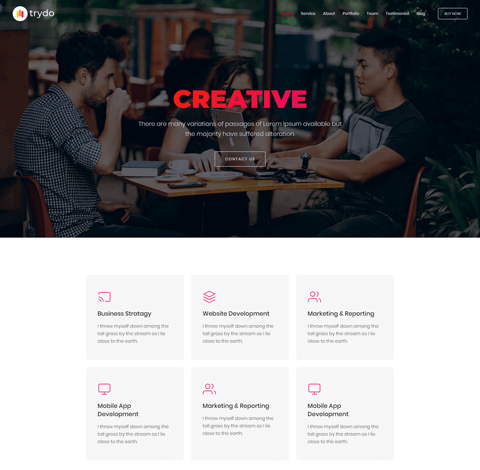 trydo
Home Service About Portfolio Team Testimonial Blog BUY NOW
CREATIVE
There are many variations of passages of Lorem Ipsum available but
the majority have suffered alteration.
CONTACT US
Business Stratagy
I throw myself down among the
tall grass by the stream as I lie
close to the earth.
Website Development
I throw myself down among the
tall grass by the stream as I lie
close to the earth.
Marketing & Reporting
I throw myself down among the
tall grass by the stream as I lie
close to the earth.
Mobile App
Development
I throw myself down among the
tall grass by the stream as I lie
close to the earth.
Marketing & Reporting
I throw myself down among the
tall grass by the stream as I lie
close to the earth.
Mobile App
Development
I throw myself down among the
tall grass by the stream as I lie
close to the earth.